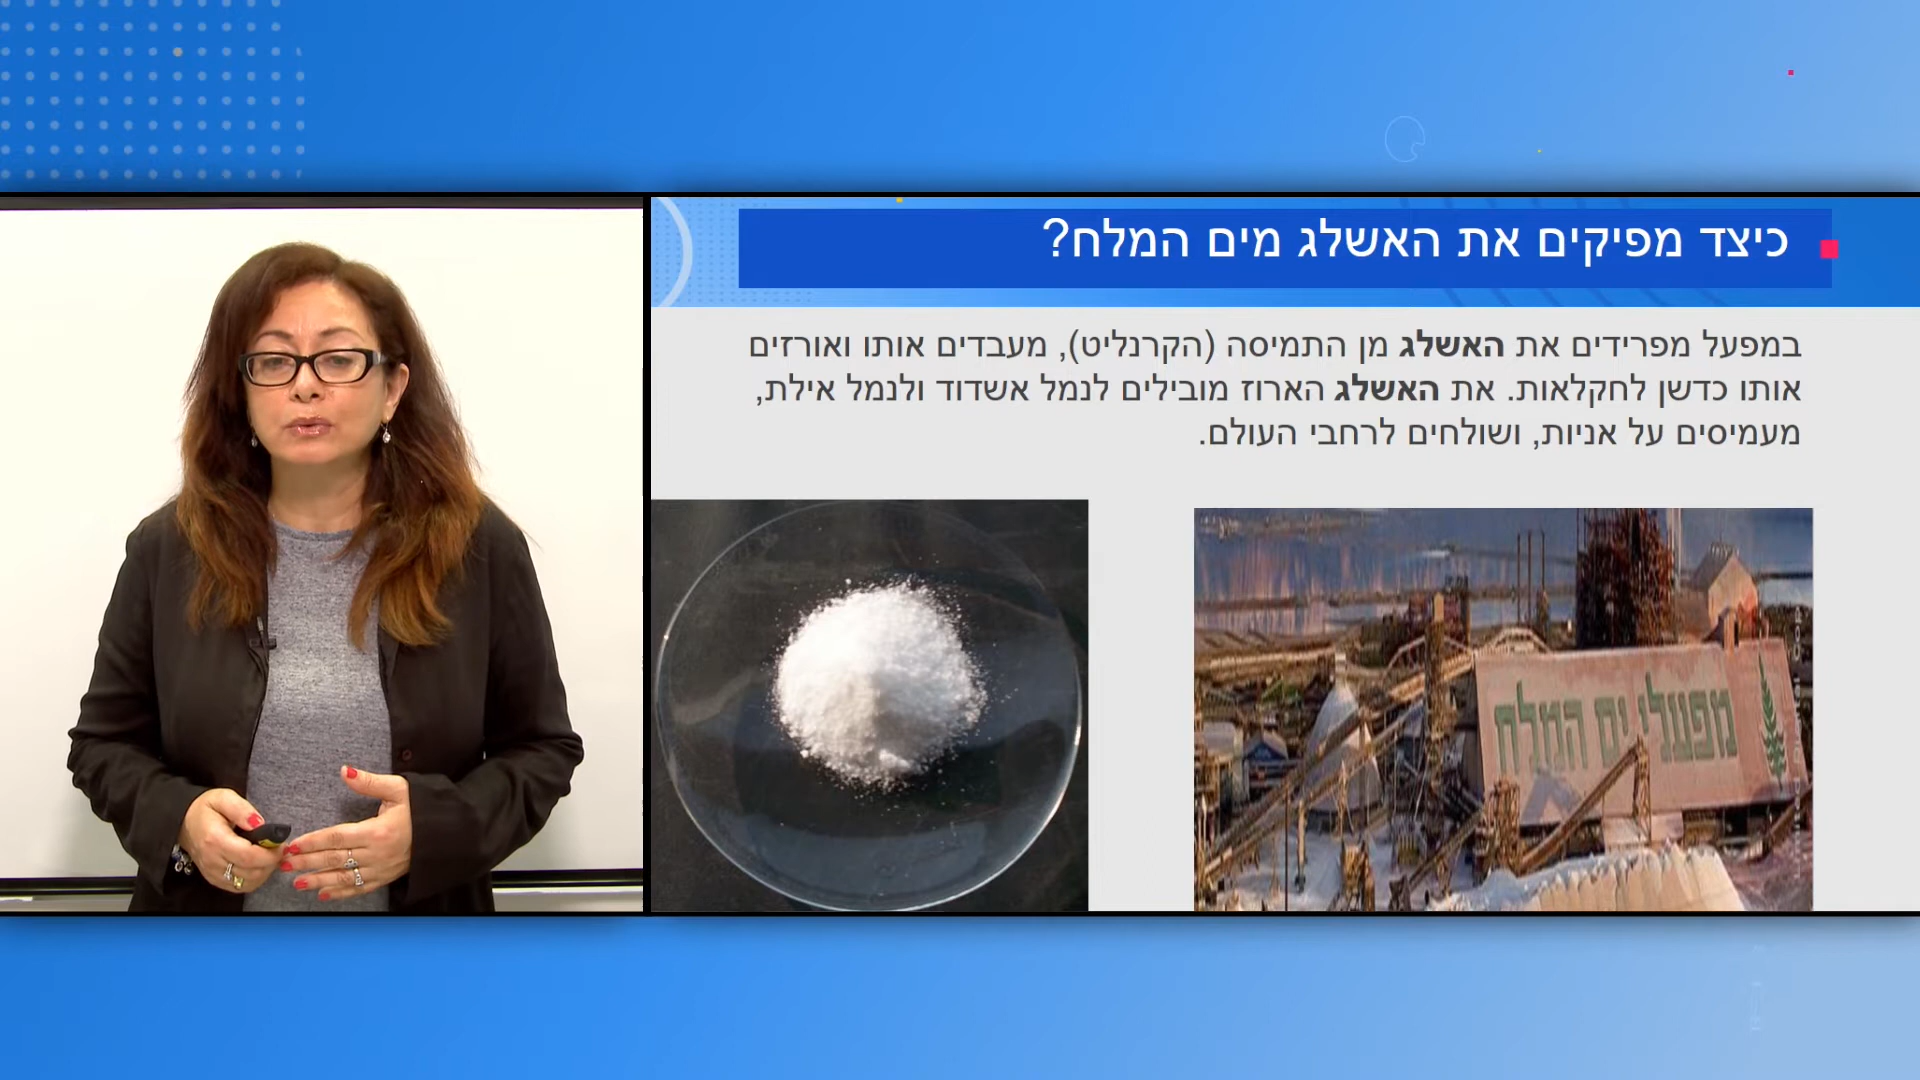 כיצד מפיקים את האשלג מים המלח?
במפעל מפרידים את האשלג מן התמיסה (הקרנליט), מעבדים אותו ואורזים
אותו כדשן לחקלאות. את האשלג הארוז מובילים לנמל אשדוד ולנמל אילת,
מעמיסים על אניות, ושולחים לרחבי העולם.
מפעלי ים המלח